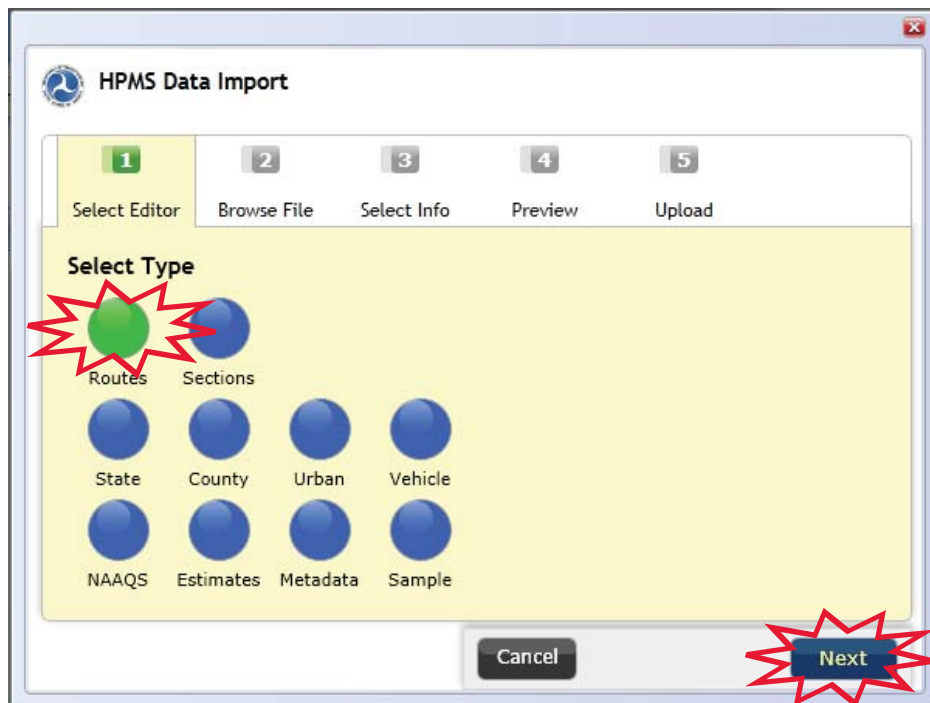 HPMS Data Import
1 2 3 4 5
Select Editor Browse File Select Info Preview Upload
Select Type
Routes Sections
State County Urban Vehicle
NAAQS Estimates Metadata Sample
Cancel Next